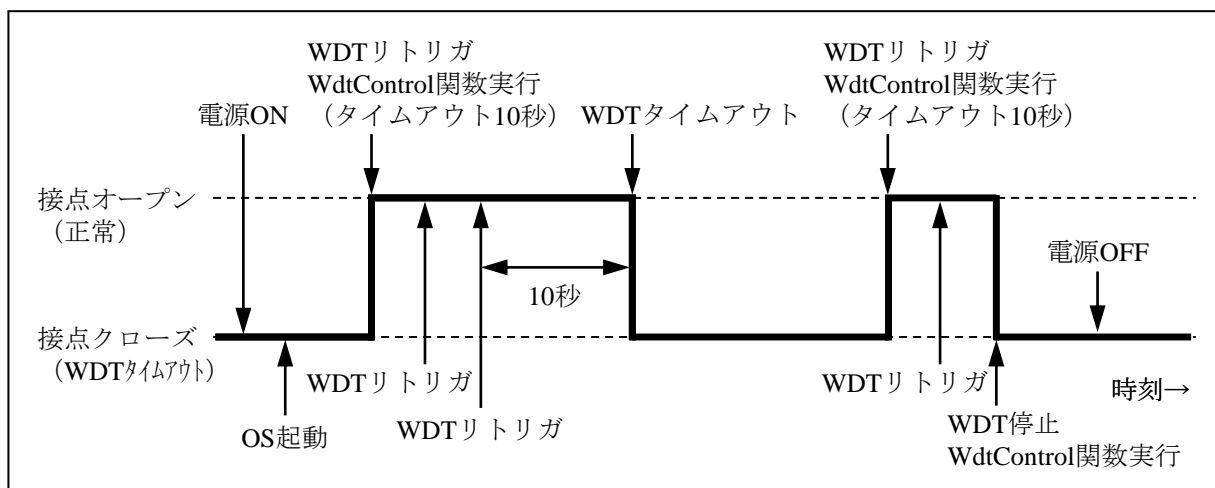 WDTリトリガ
WdtControl関数実行
（タイムアウト10秒）
WDTリトリガ
WdtControl関数実行
（タイムアウト10秒）
電源ON
WDTタイムアウト
接点オープン
（正常）
電源OFF
10秒
接点クローズ
（WDTﾀｲﾑｱｳﾄ）
WDTリトリガ
WDTリトリガ
時刻→
OS起動
WDTリトリガ
WDT停止
WdtControl関数実行